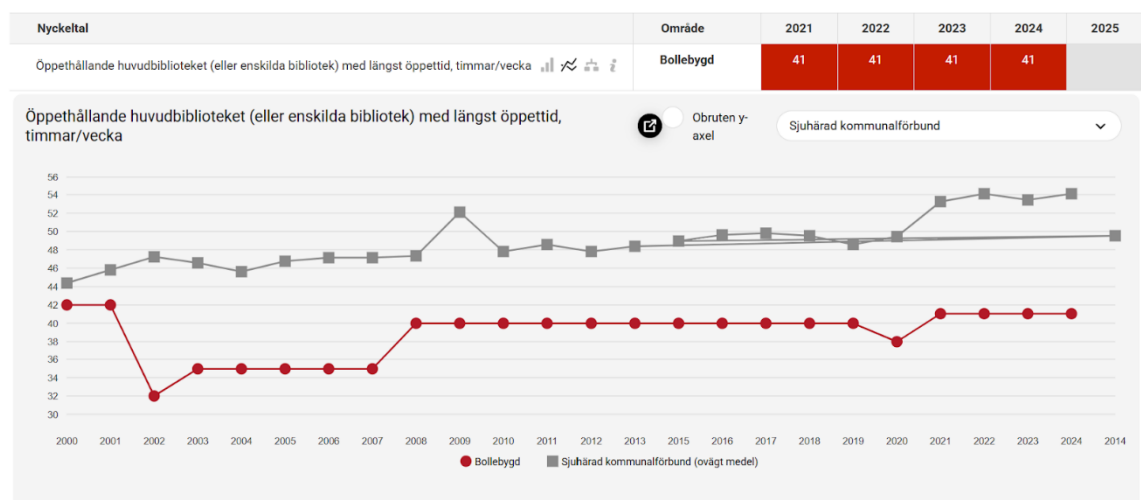 Nyckeltal Område 2021 2022 2023 2024 2025
Öppethållande huvudbiblioteket (eller enskilda bibliotek) med längst öppettid, timmar/vecka Bollebygd 41 41 41 41
Öppethållande huvudbiblioteket (eller enskilda bibliotek) med längst öppettid,
timmar/vecka
Obruten y-
axel
Sjuhärad kommunalförbund
56
54
52
50
48
46
44
42
40
38
36
34
32
30
2000 2001 2002 2003 2004 2005 2006 2007 2008 2009 2010 2011 2012 2013 2015 2016 2017 2018 2019 2020 2021 2022 2023 2024 2014
Bollebygd Sjuhärad kommunalförbund (ovägt medel)